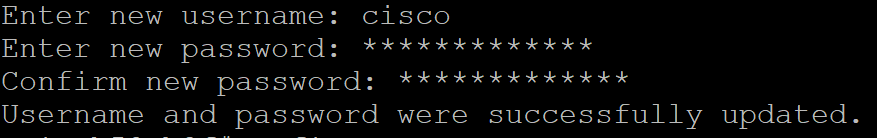 Enter new username: cisco
Enter new password: *************
Confirm new password: *************
Username and password were successfully updated.